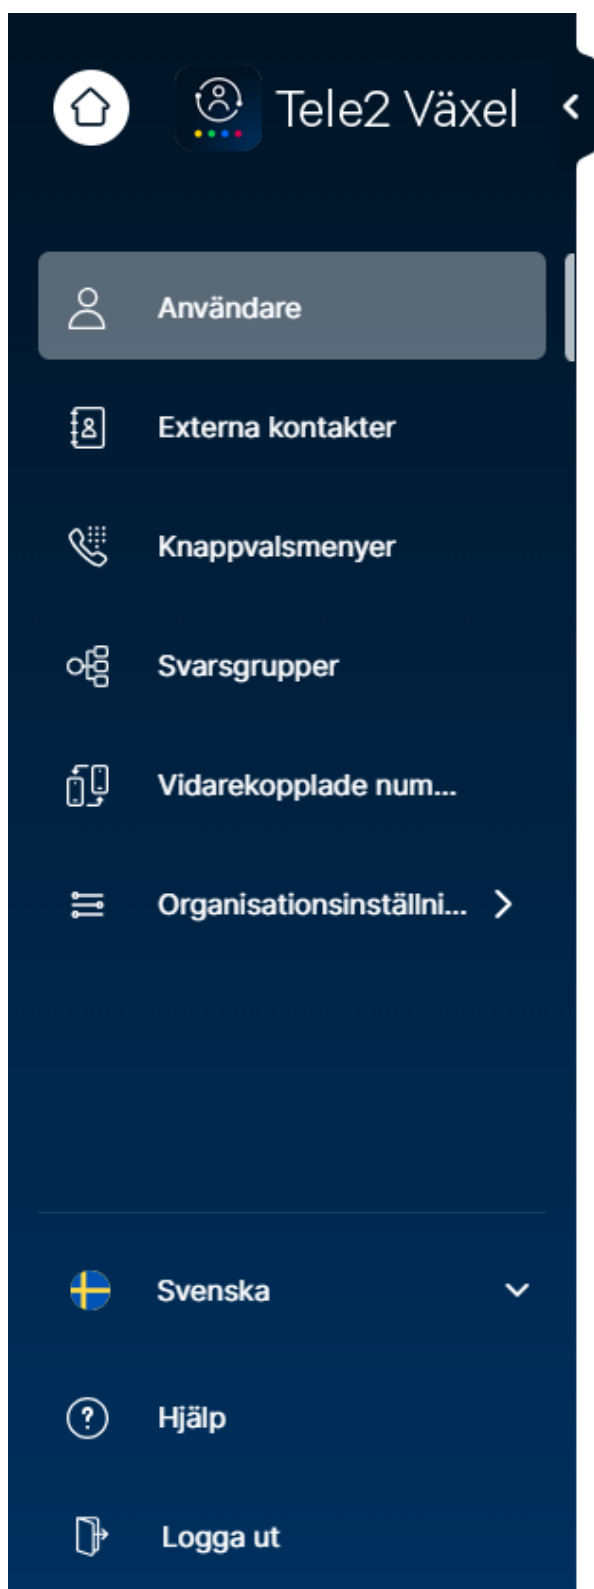 Tele2 Växel
Användare
Externa kontakter
Knappvalsmenyer
Svarsgrupper
Vidarekopplade num...
Organisationsinställni...
Svenska
Hjälp
Logga ut